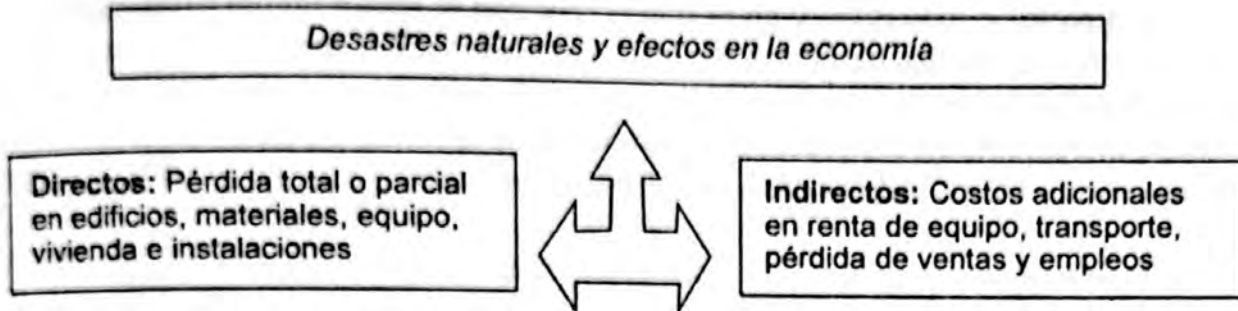 Desastres naturales y efectos en la economía
Directos: Pérdida total o parcial
en edificios, materiales, equipo,
vivienda e instalaciones
Indirectos: Costos adicionales
en renta de equipo, transporte,
pérdida de ventas y empleos